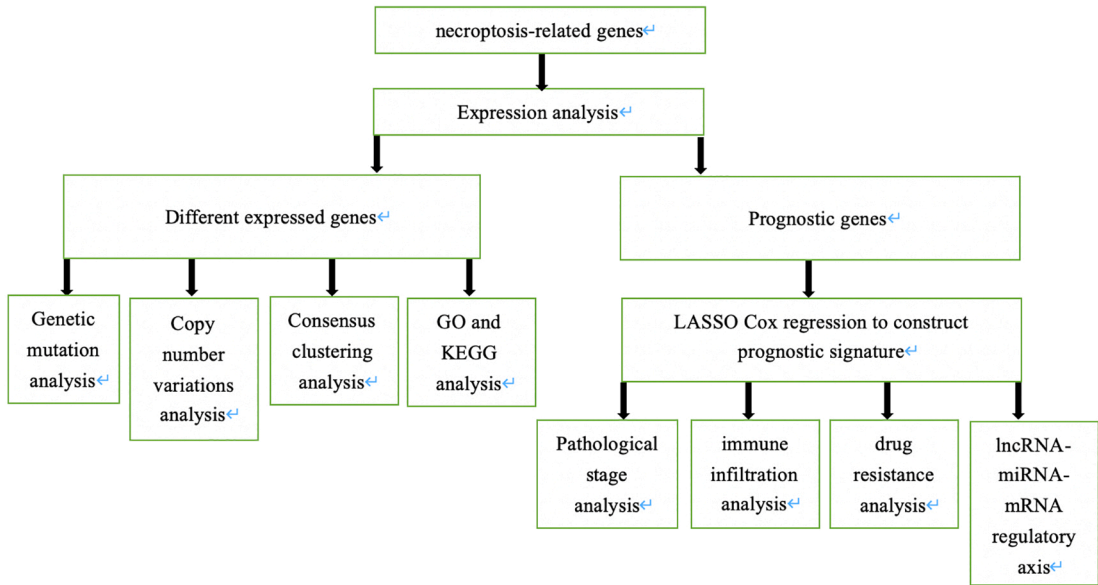 necroptosis-related genes↵
Expression analysis↵
Different expressed genes↵
Prognostic genes↵
Genetic
mutation
analysis↵
Copy
number
variations
analysis↵
Consensus
clustering
analysis↵
GO and
KEGG
analysis↵
LASSO Cox regression to construct
prognostic signature↵
Pathological
stage
analysis↵
immune
infiltration
analysis↵
drug
resistance
analysis↵
lncRNA-
miRNA-
mRNA
regulatory
axis↵